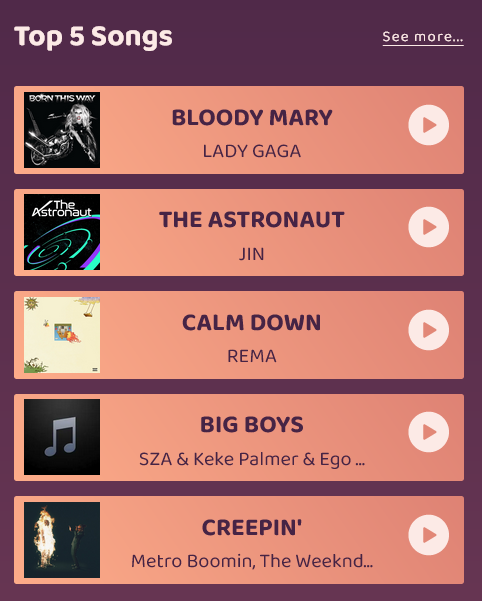 Top 5 Songs
See more...
BORN THIS WAY
BLOODY MARY
LADY GAGA
The
Astronaut
THE ASTRONAUT
JIN
CALM DOWN
REMA
BIG BOYS
SZA & Keke Palmer & Ego ...
CREEPIN'
Metro Boomin, The Weeknd...